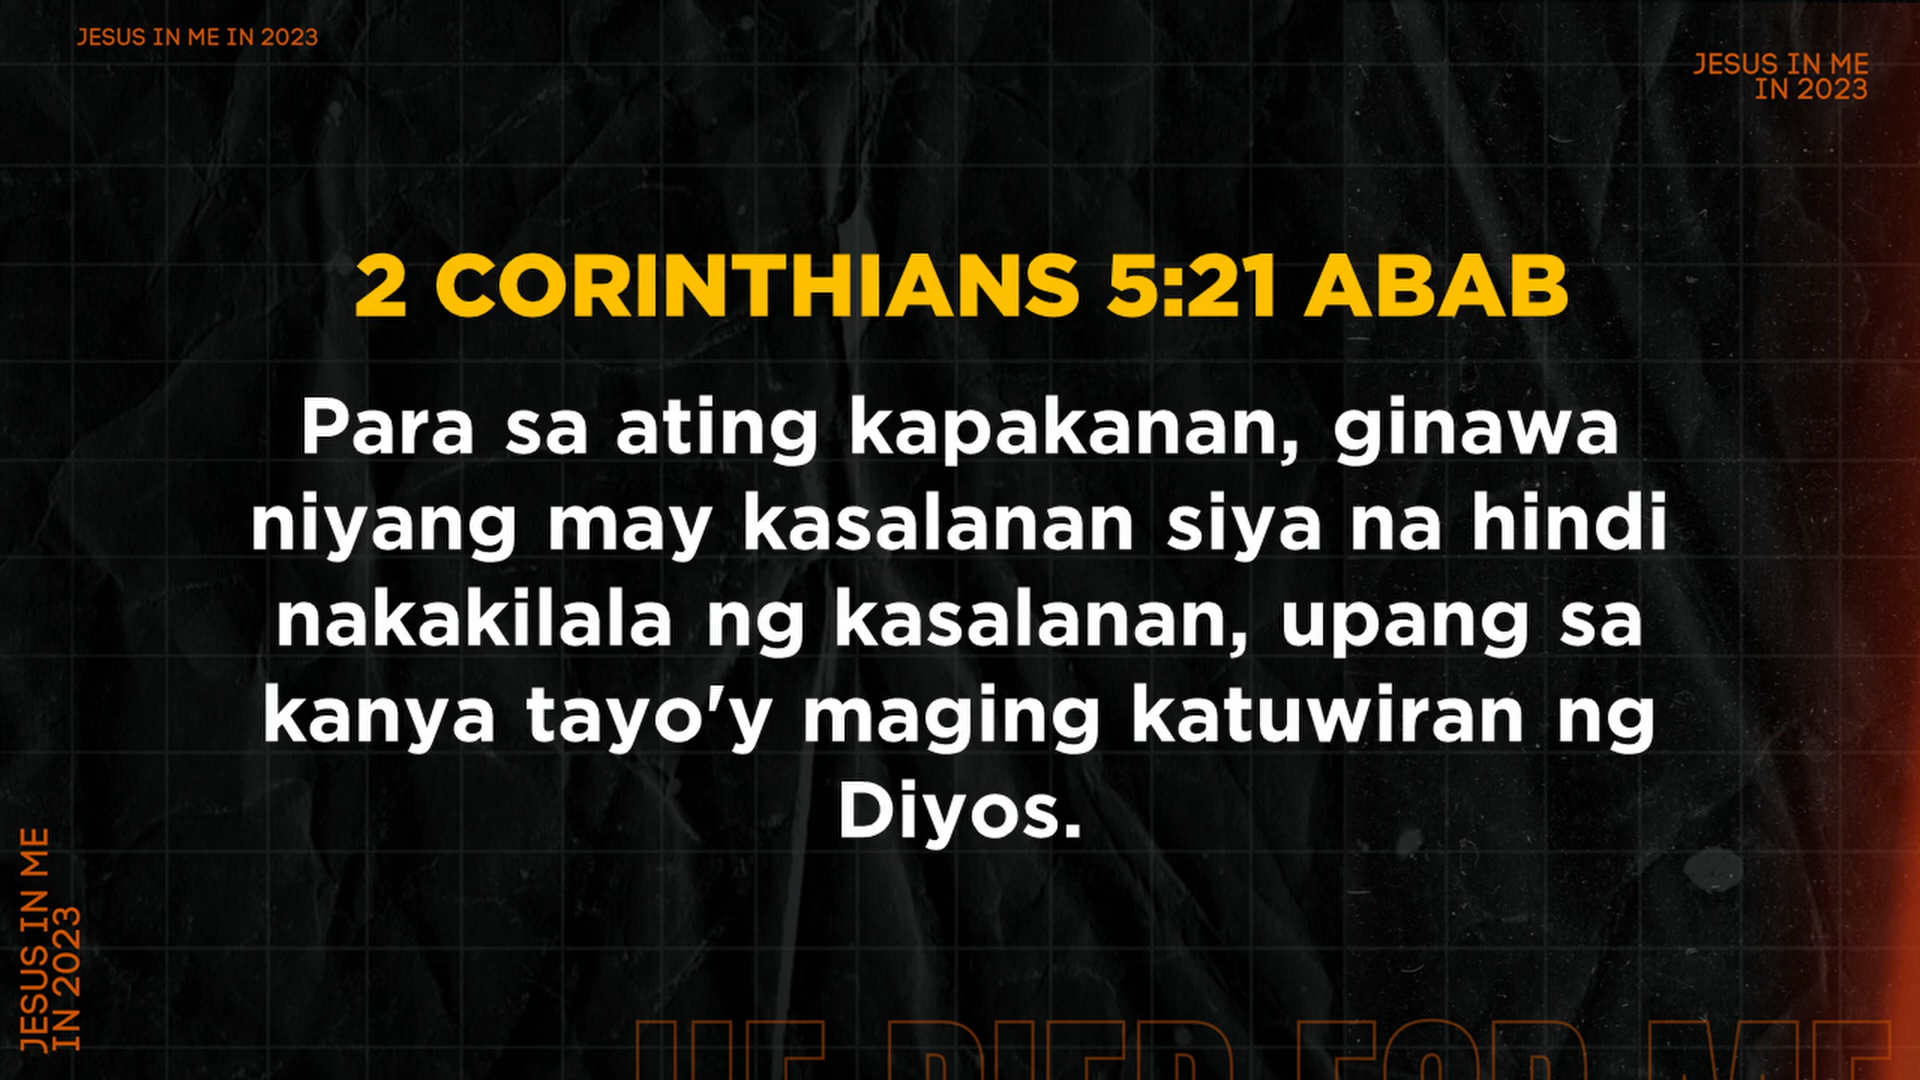 JESUS IN ME IN 2023
JESUS IN ME
IN 2023
2 CORINTHIANS 5:21 ABAB
Para sa ating kapakanan, ginawa
niyang may kasalanan siya na hindi
nakakilala ng kasalanan, upang sa
kanya tayo'y maging katuwiran ng
Diyos.
JESUS IN ME
IN 2023
HE DIED FOR ME